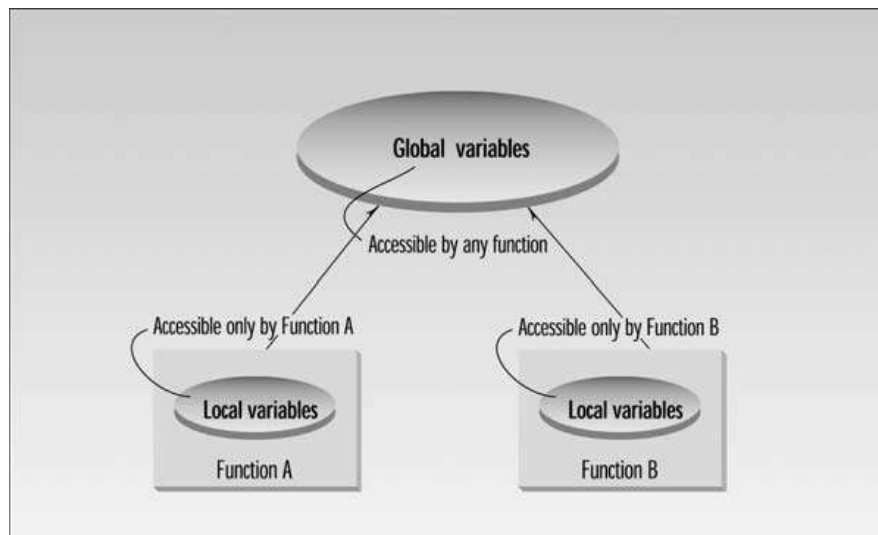 Global variables
Accessible by any function
Accessible only by Function A
Accessible only by Function B
Local variables
Local variables
Function A
Function B